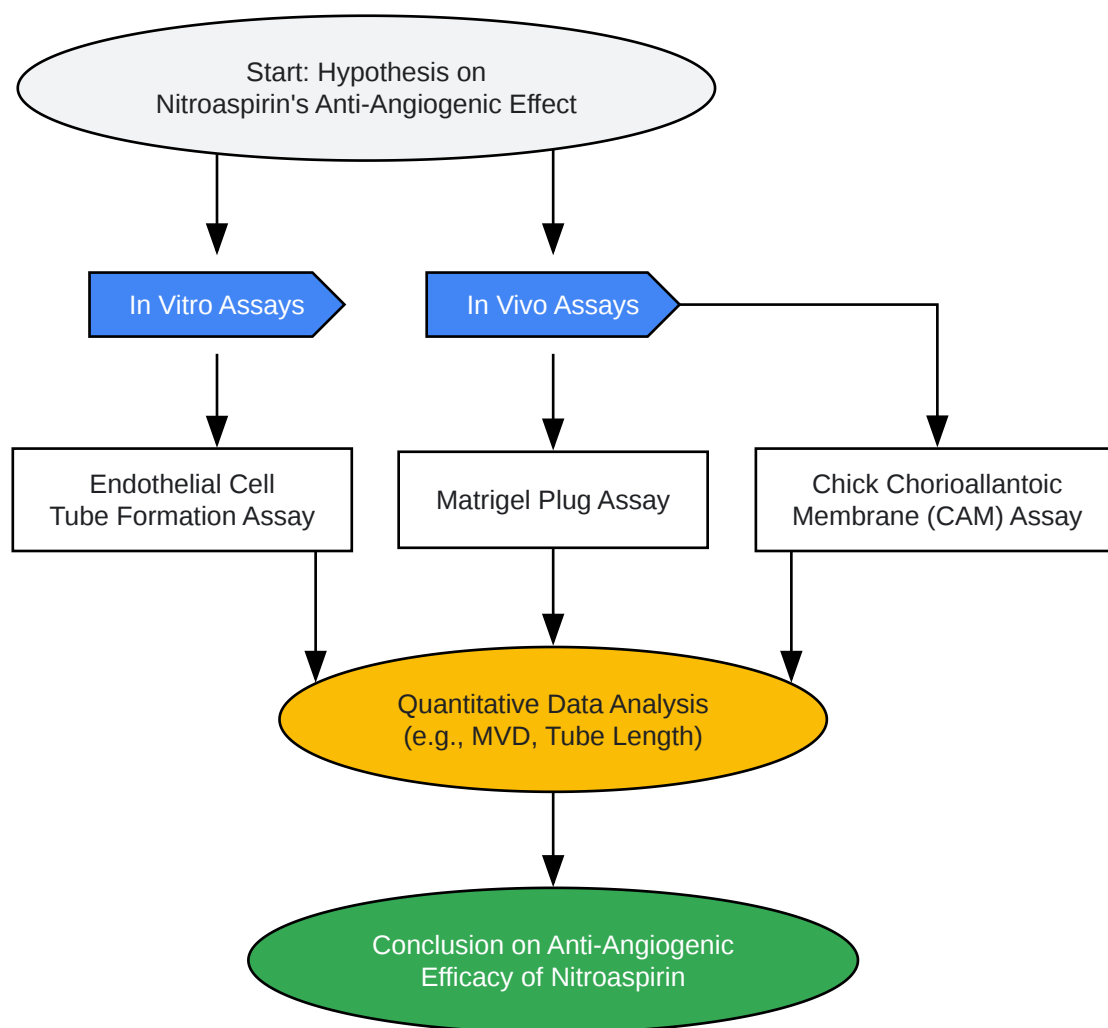 Start: Hypothesis on
Nitroaspirin's Anti-Angiogenic Effect
In Vitro Assays
In Vivo Assays
Endothelial Cell
Tube Formation Assay
Matrigel Plug Assay
Chick Chorioallantoic
Membrane (CAM) Assay
Quantitative Data Analysis
(e.g., MVD, Tube Length)
Conclusion on Anti-Angiogenic
Efficacy of Nitroaspirin